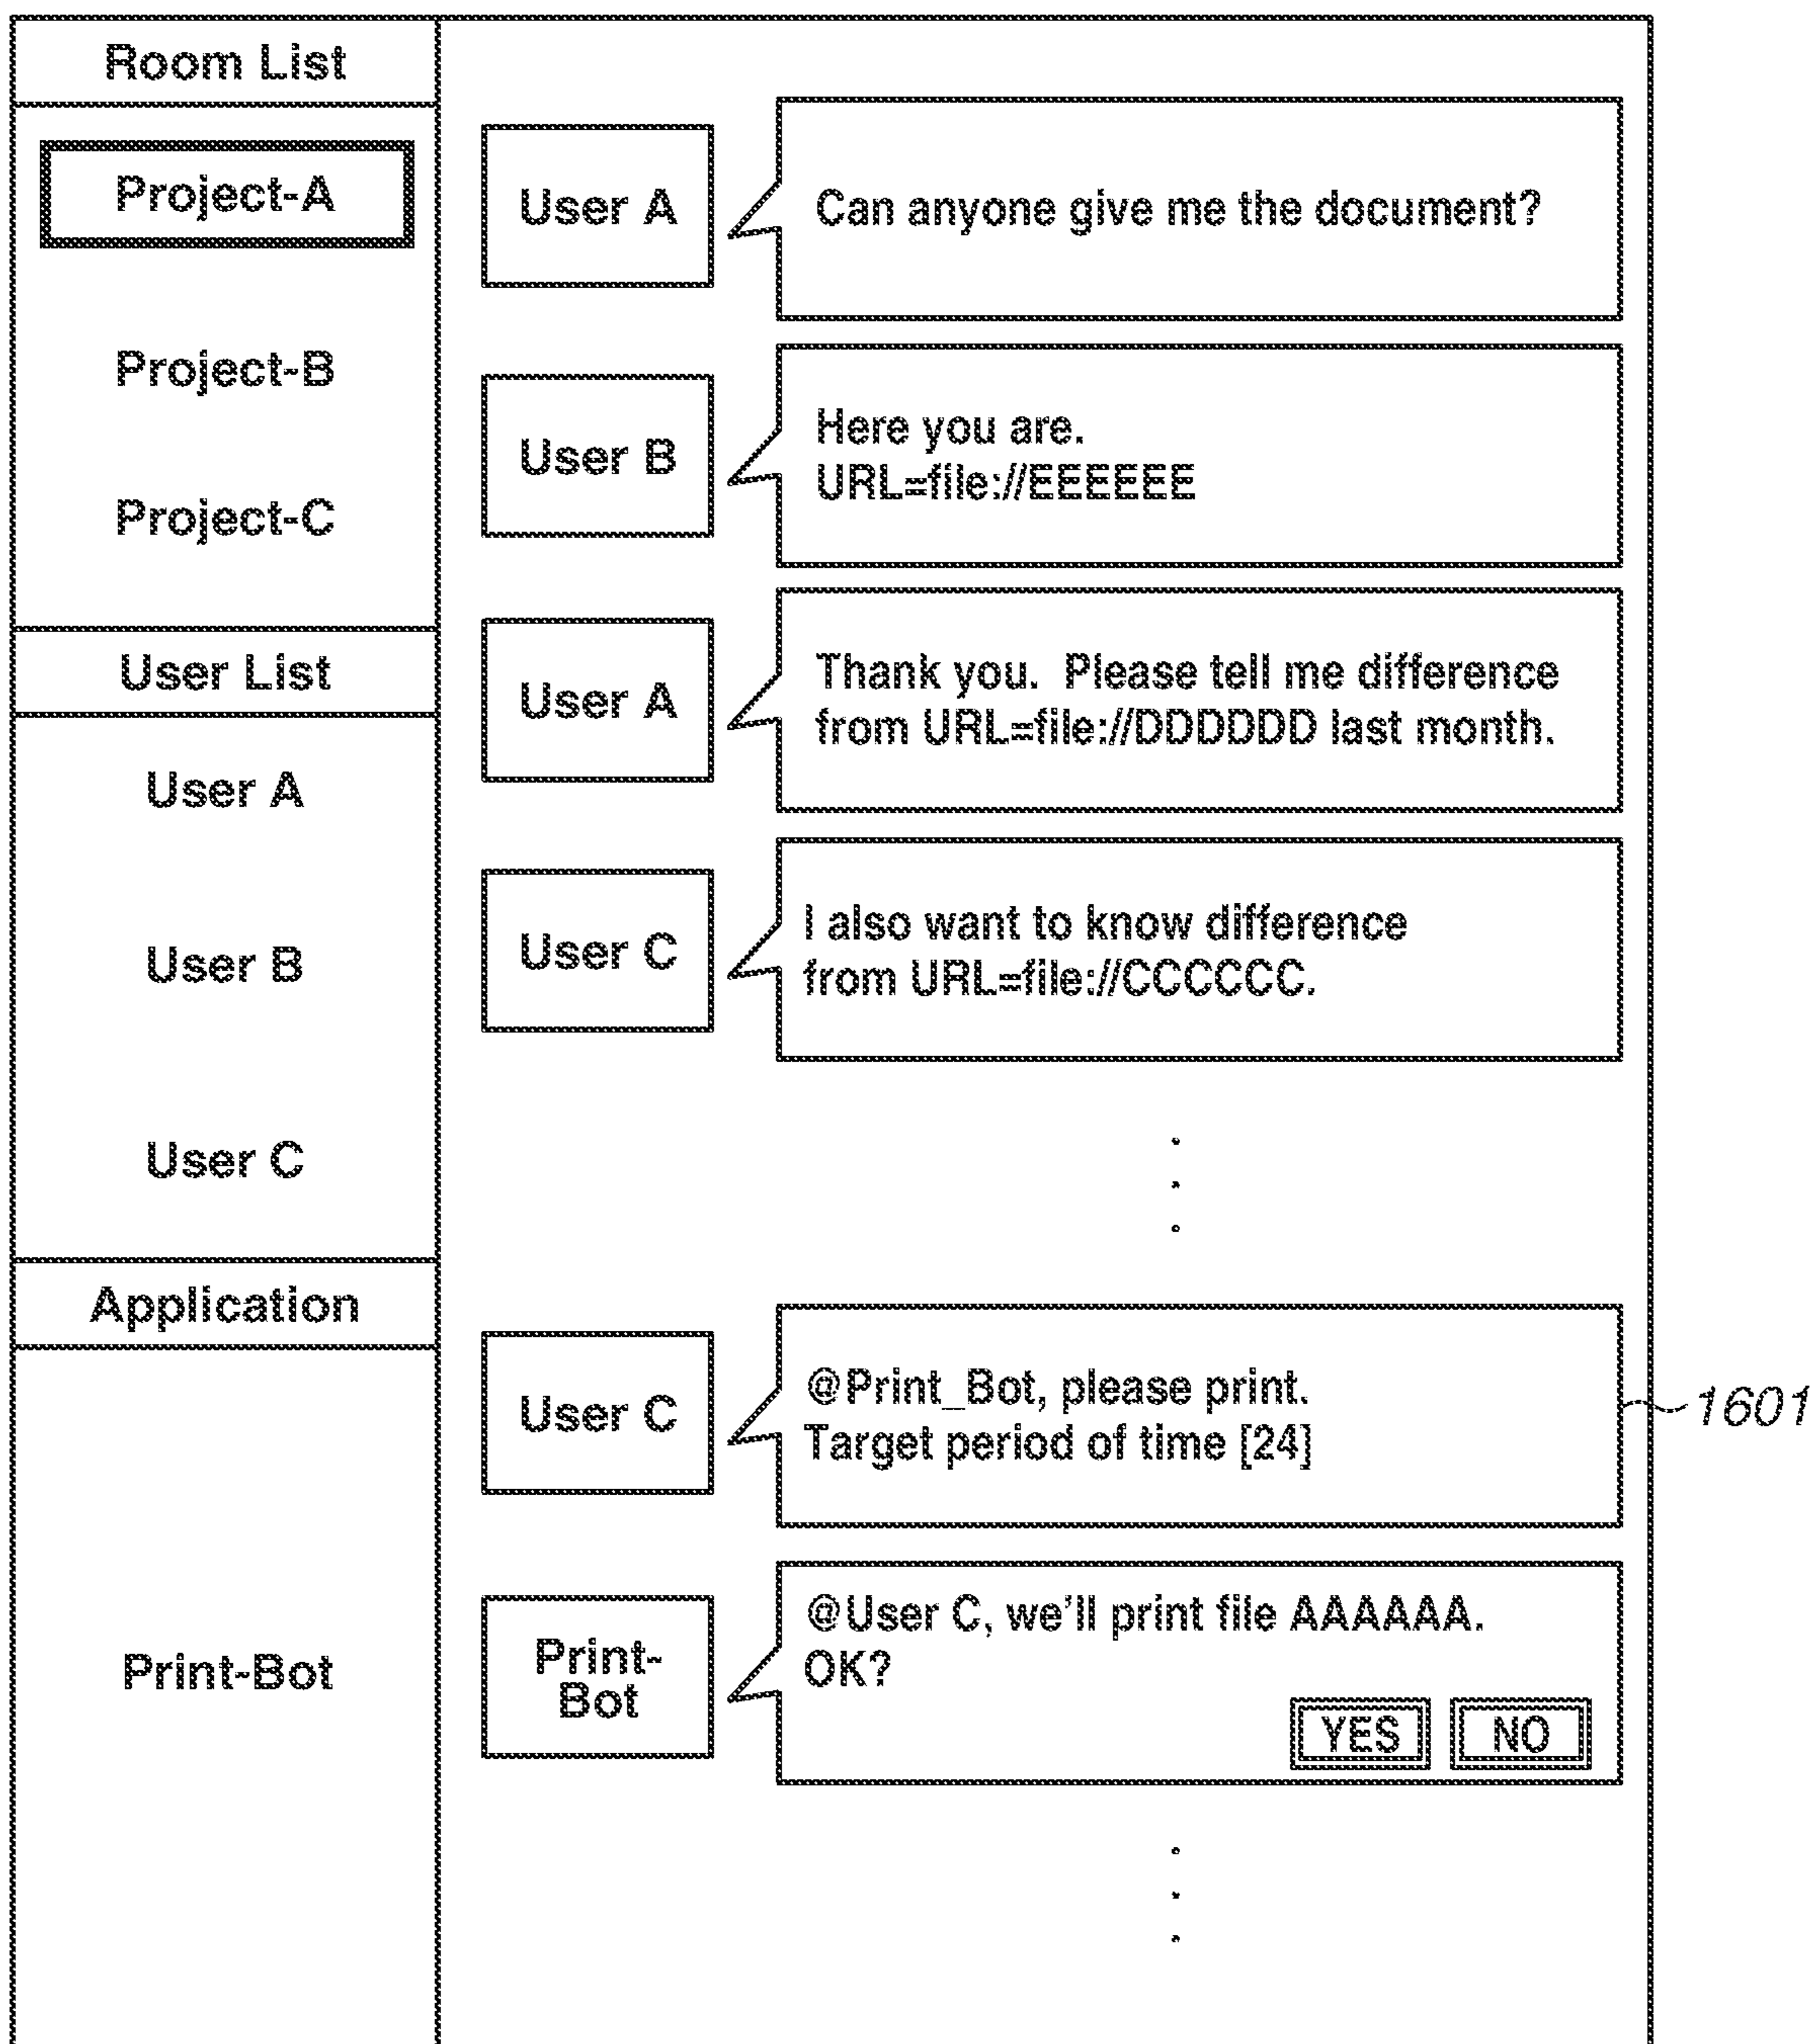 Room List
Project-A
Project-B
Project-C
User List
User A
User B
User C
Application
Print-Bot
User A
Can anyone give me the document?
User B
Here you are.
URL=file://EEEEEE
User A
Thank you.  Please tell me difference
from URL=file://DDDDDD last month.
User C
I also want to know difference
from URL=file://CCCCCC.
User C
@Print_Bot, please print.
Target period of time [24]
1601
Print-
Bot
@User C, we'll print file AAAAAA.
OK?
YES NO